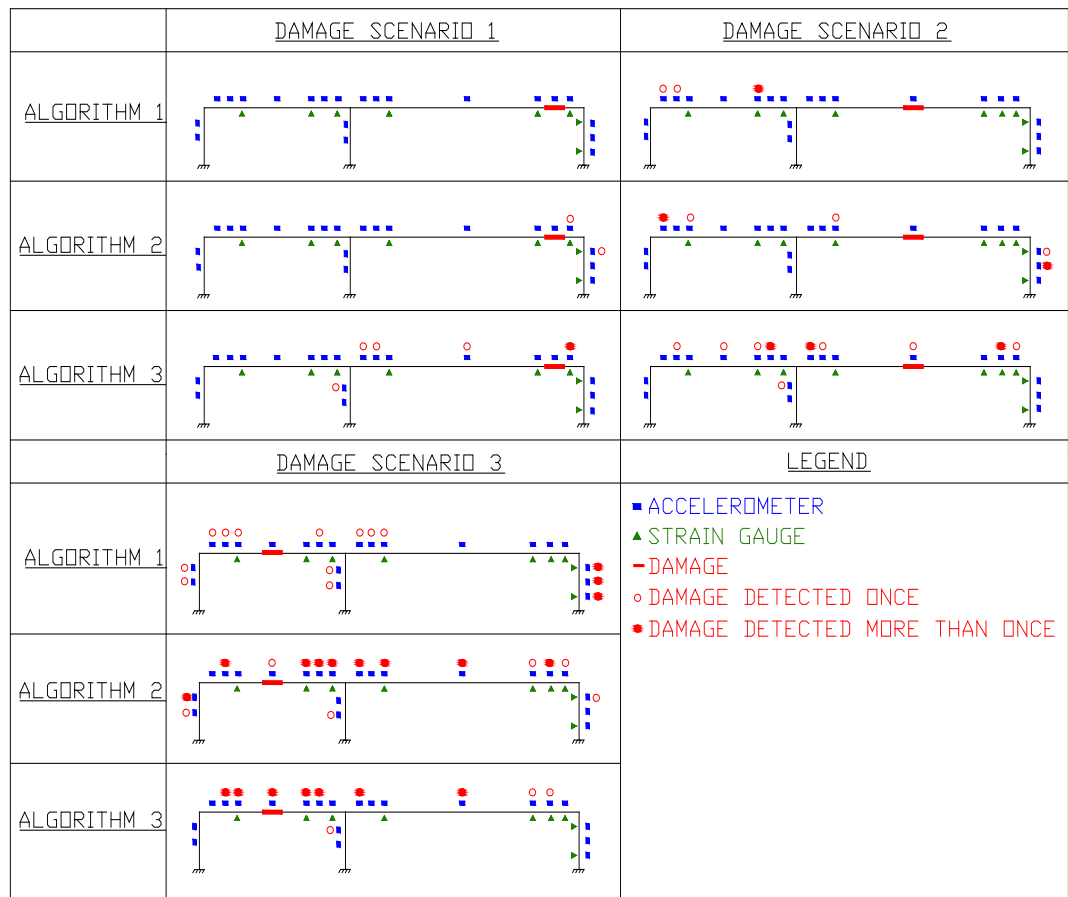 DAMAGE SCENARIO 1
DAMAGE SCENARIO 2
ALGORITHM 1
ALGORITHM 2
ALGORITHM 3
DAMAGE SCENARIO 3
LEGEND
ALGORITHM 1
ACCELEROMETER
STRAIN GAUGE
DAMAGE
DAMAGE DETECTED ONCE
DAMAGE DETECTED MORE THAN ONCE
ALGORITHM 2
ALGORITHM 3